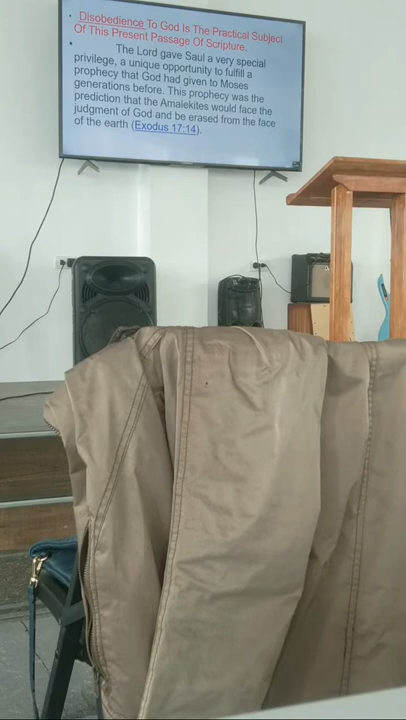 • Disobedience To God Is The Practical Subject
Of This Present Passage Of Scripture.
• The Lord gave Saul a very special
privilege, a unique opportunity to fulfill a
prophecy that God had given to Moses
generations before. This prophecy was the
prediction that the Amalekites would face the
judgment of God and be erased from the face
of the earth (Exodus 17:14).